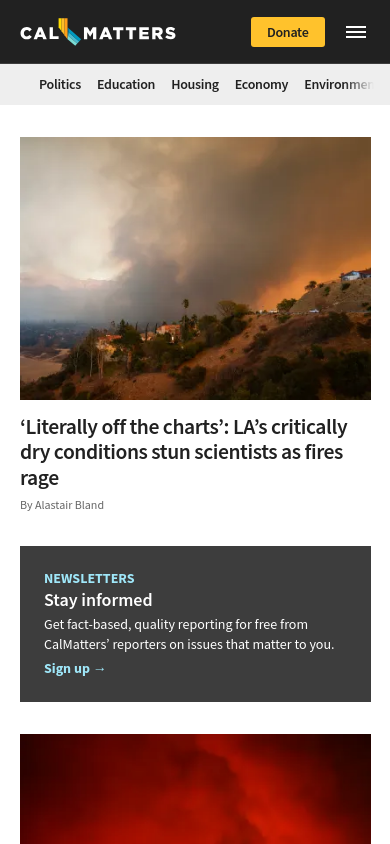 CAL MATTERS
Donate
Politics Education Housing Economy
‘Literally off the charts’: LA’s critically
dry conditions stun scientists as fires
rage
By Alastair Bland
NEWSLETTERS
Stay informed
Get fact-based, quality reporting for free from
CalMatters’ reporters on issues that matter to you.
Sign up →